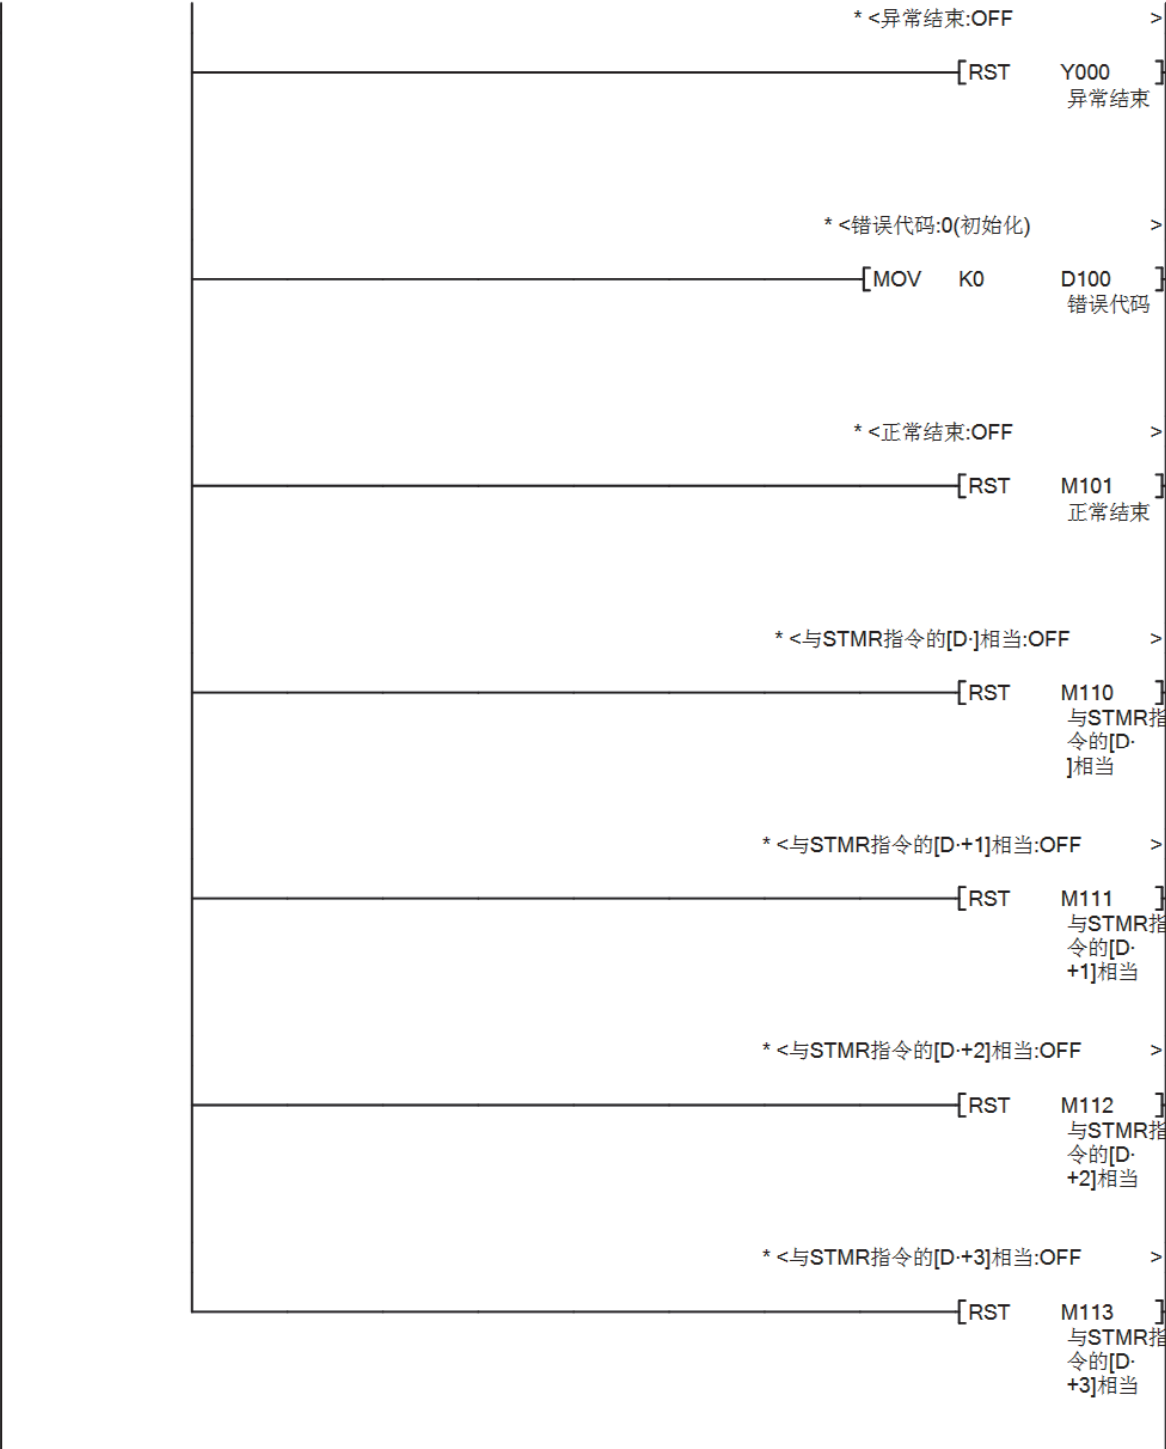 * <异常结束:OFF >
[RST Y000 ]
异常结束
* <错误代码:0(初始化) >
[MOV K0 D100 ]
错误代码
* <正常结束:OFF >
[RST M101 ]
正常结束
* <与STMR指令的[D·]相当:OFF >
[RST M110 ]
与STMR指
令的[D·
]相当
* <与STMR指令的[D·+1]相当:OFF >
[RST M111 ]
与STMR指
令的[D·
+1]相当
* <与STMR指令的[D·+2]相当:OFF >
[RST M112 ]
与STMR指
令的[D·
+2]相当
* <与STMR指令的[D·+3]相当:OFF >
[RST M113 ]
与STMR指
令的[D·
+3]相当